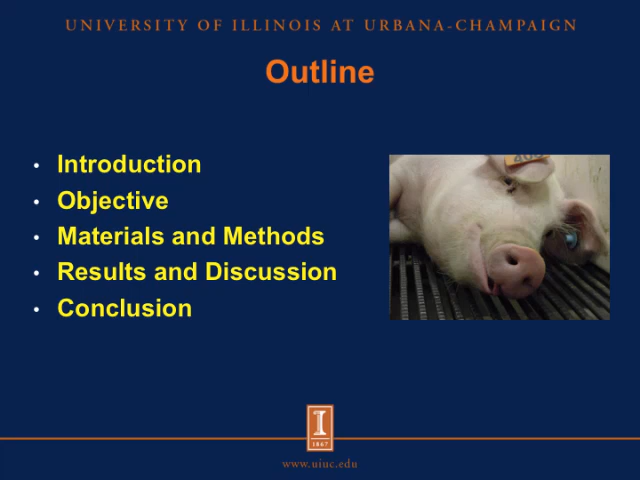 UNIVERSITY OF ILLINOIS AT URBANA-CHAMPAIGN
Outline
• Introduction
• Objective
• Materials and Methods
• Results and Discussion
• Conclusion
I
1867
www.uiuc.edu